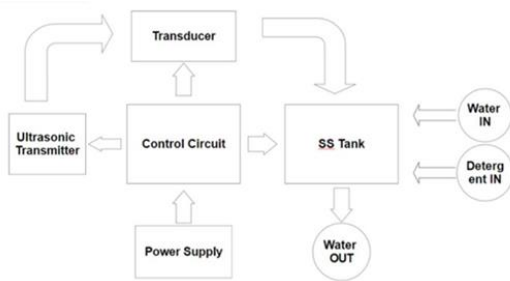 Transducer
Water
IN
Ultrasonic
Transmitter
Control Circuit
SS Tank
Deterg
ent IN
Power Supply
Water
OUT